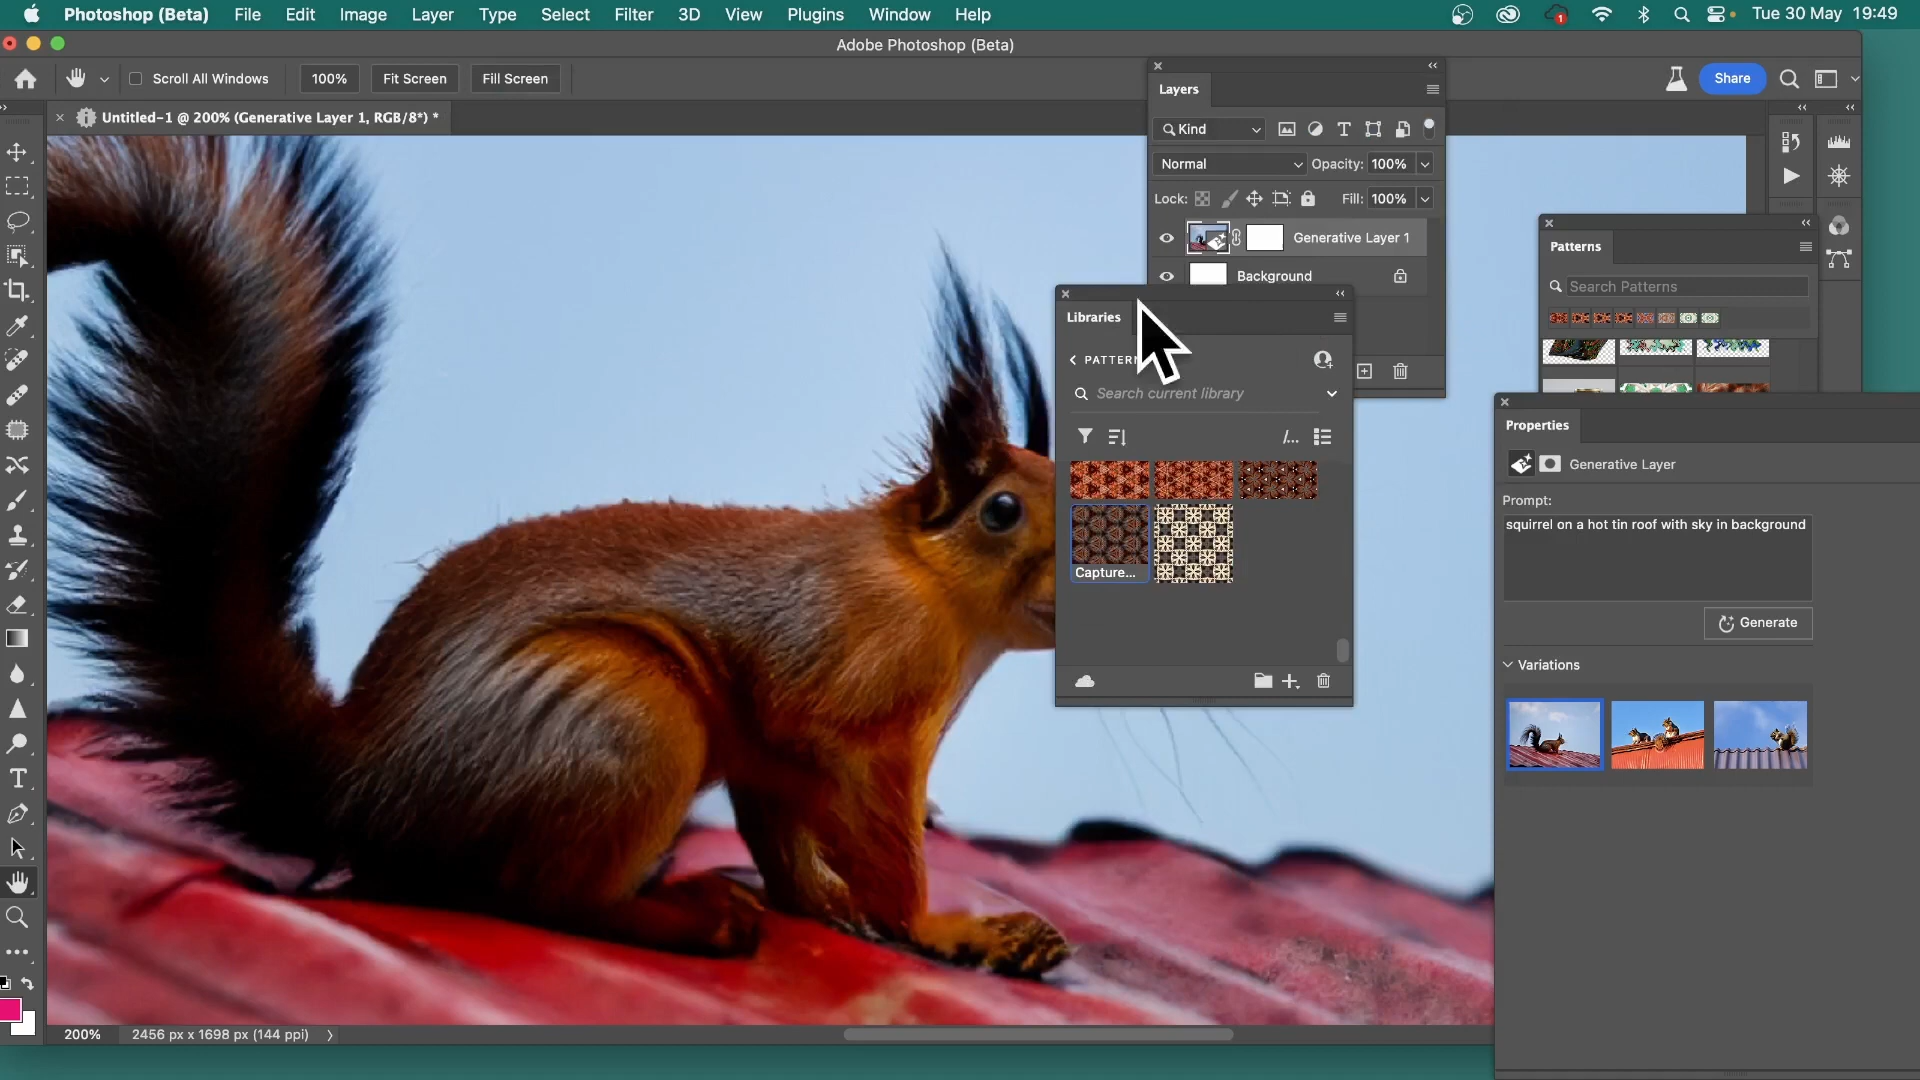 Photoshop (Beta) File Edit Image Layer Type Select Filter 3D View Plugins Window Help
1 Tue 30 May 19:49
Adobe Photoshop (Beta)
Scroll All Windows 100% Fit Screen Fill Screen
Share
Untitled-1 @ 200% (Generative Layer 1, RGB/8*) *
Layers
Kind
Normal Opacity: 100%
Lock: Fill: 100%
Generative Layer 1
Background
Libraries
Search current library
/...
Capture...
Patterns
Search Patterns
Properties
Generative Layer
Prompt:
squirrel on a hot tin roof with sky in background
Generate
Variations
200% 2456 px x 1698 px (144 ppi)